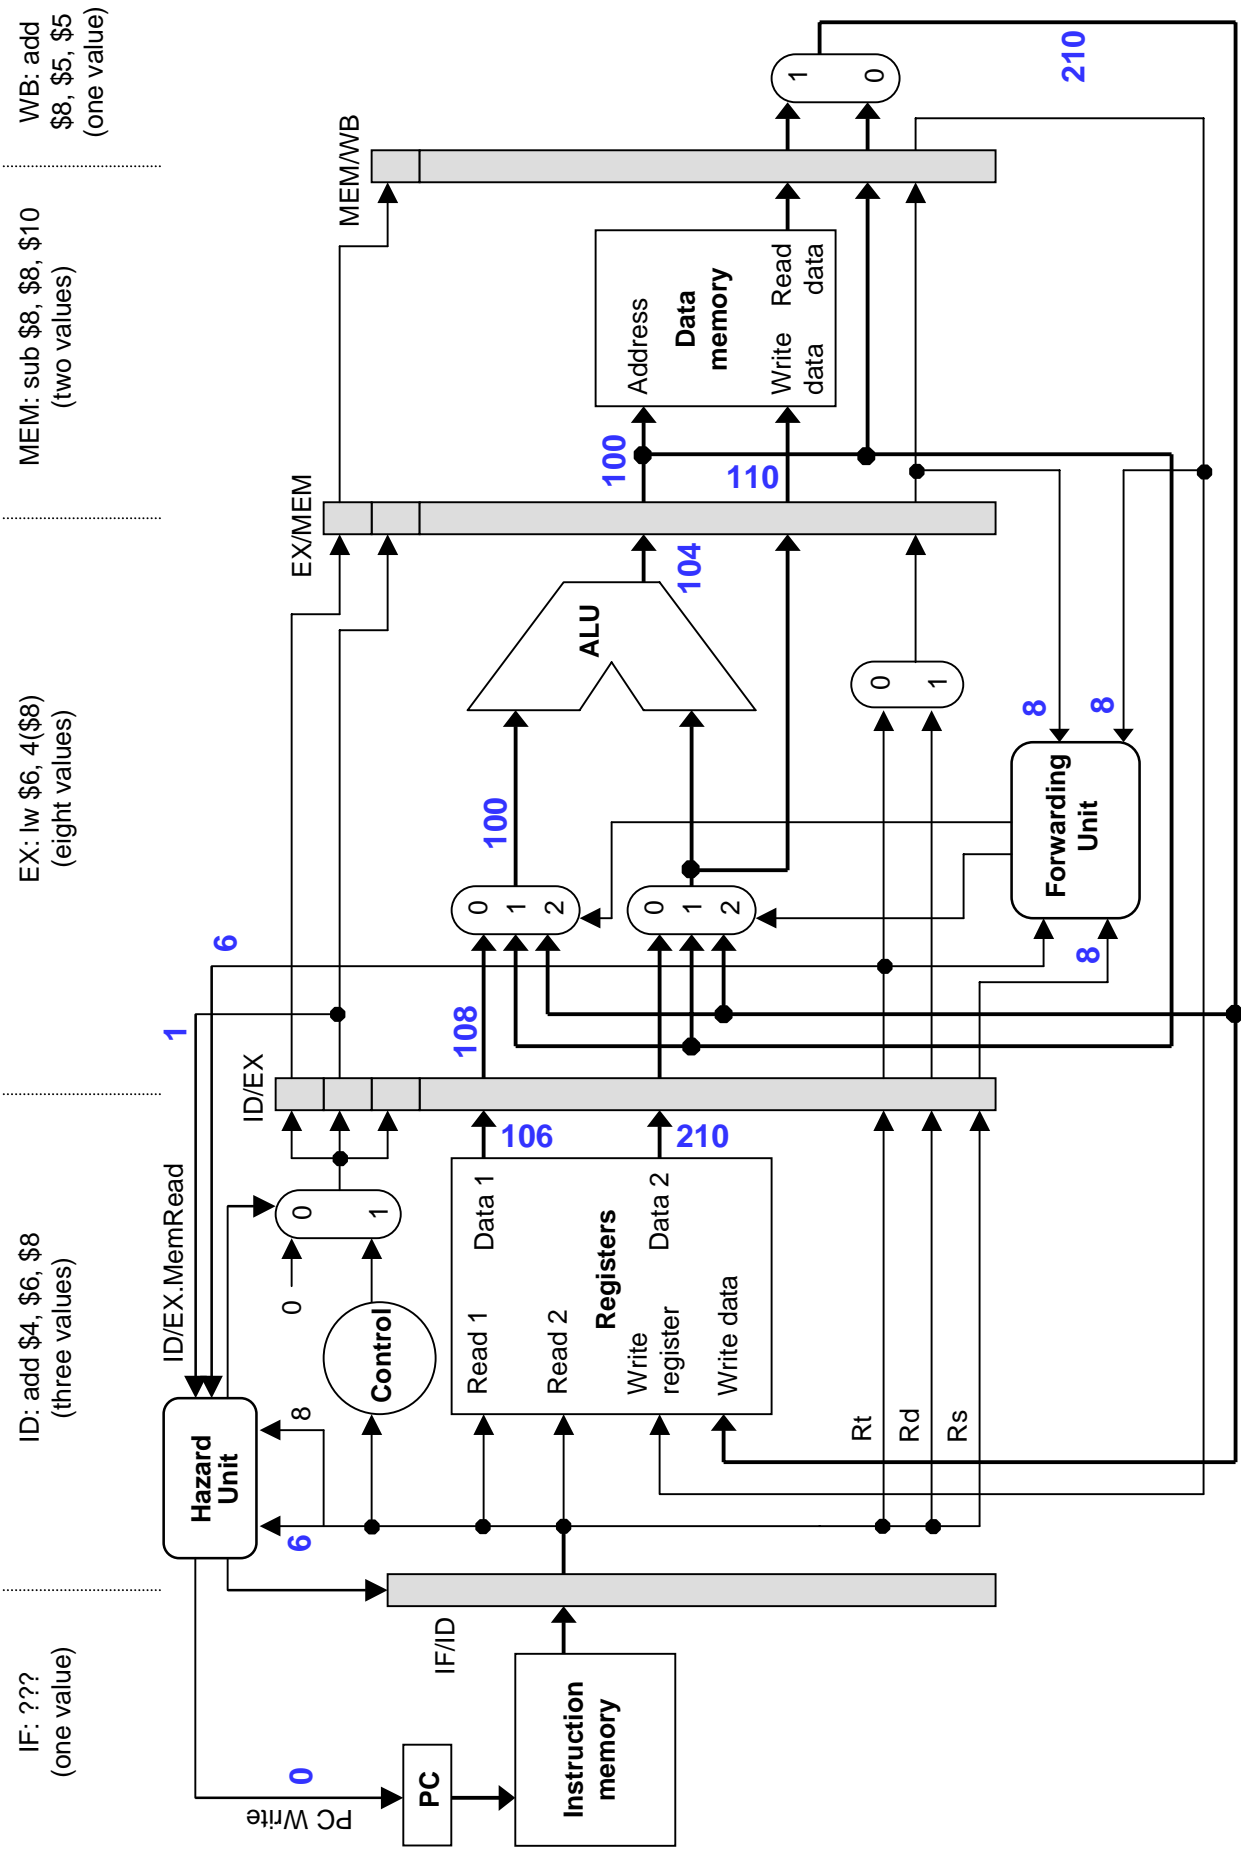 IF: ???
(one value)
ID: add $4, $6, $8
(three values)
EX: lw $6, 4($8)
(eight values)
MEM: sub $8, $8, $10
(two values)
WB: add
$8, $5, $5
(one value)
PC Write
0
PC
Instruction
memory
IF/ID
Hazard
Unit
6
8
ID/EX.MemRead
1
6
0
0
1
Control
Read 1
Read 2
Write
register
Write data
Registers
Data 1
Data 2
106
210
Rt
Rd
Rs
ID/EX
108
0
1
2
0
1
2
100
ALU
104
8
Forwarding
Unit
8
8
0
1
EX/MEM
100
110
Address
Data
memory
Write
data
Read
data
MEM/WB
1
0
210